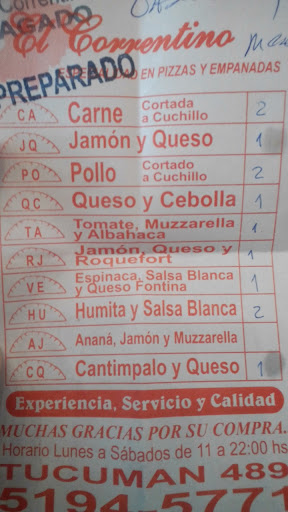 PAGADO
El Correntino
ESPECIALIDAD EN PIZZAS Y EMPANADAS
PREPARADO
CA Carne Cortada a Cuchillo 2
JQ Jamón y Queso 1
PO Pollo Cortado a Cuchillo 2
QC Queso y Cebolla 1
TA Tomate, Muzzarella y Albahaca 1
RJ Jamón, Queso y Roquefort 1
VE Espinaca, Salsa Blanca y Queso Fontina 1
HU Humita y Salsa Blanca 2
AJ Ananá, Jamón y Muzzarella
CQ Cantimpalo y Queso 1
Experiencia, Servicio y Calidad
MUCHAS GRACIAS POR SU COMPRA.
Horario Lunes a Sábados de 11 a 22:00 hs
TUCUMAN 489
5194-5771